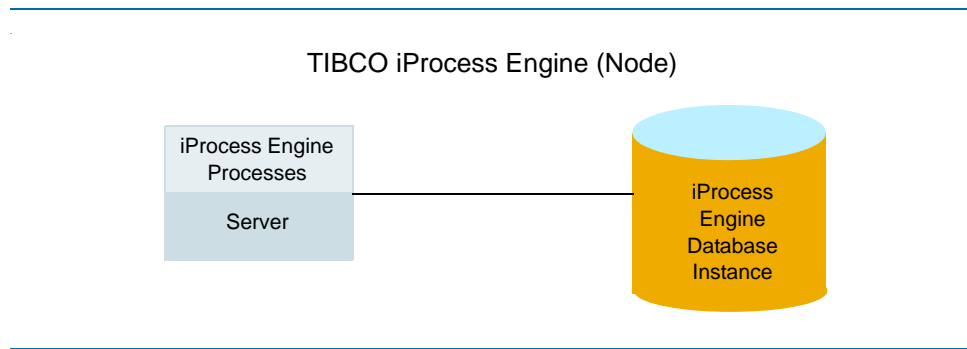 TIBCO iProcess Engine (Node)
iProcess Engine
Processes
Server
iProcess
Engine
Database
Instance